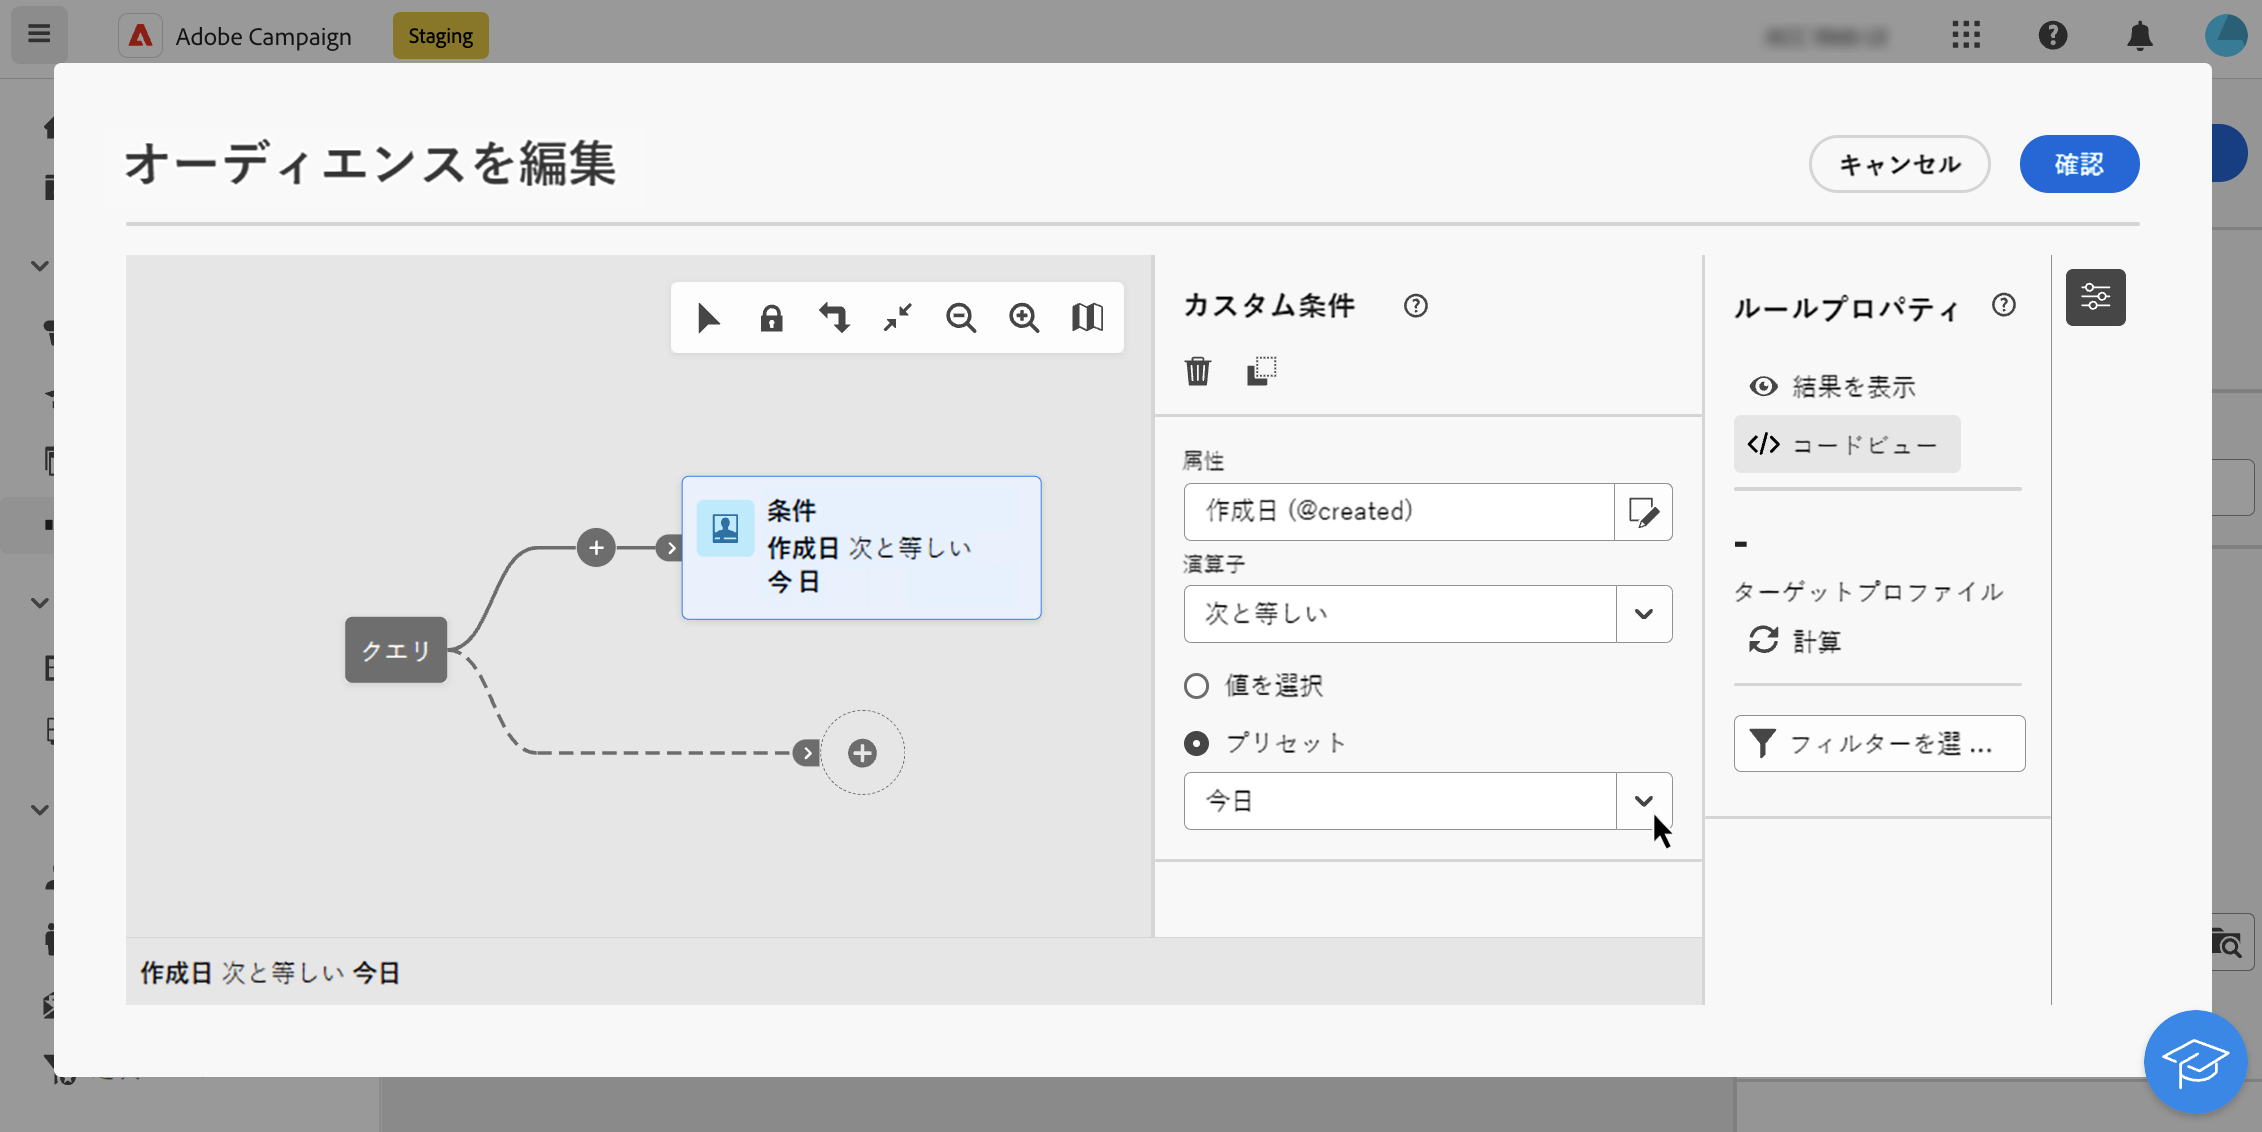 Adobe Campaign
Staging
オーディエンスを編集
キャンセル
確認
カスタム条件
ルールプロパティ
結果を表示
コードビュー
属性
作成日 (@created)
演算子
次と等しい
値を選択
プリセット
今日
条件
作成日 次と等しい
今日
クエリ
-
ターゲットプロファイル
計算
フィルターを選 ...
作成日 次と等しい 今日